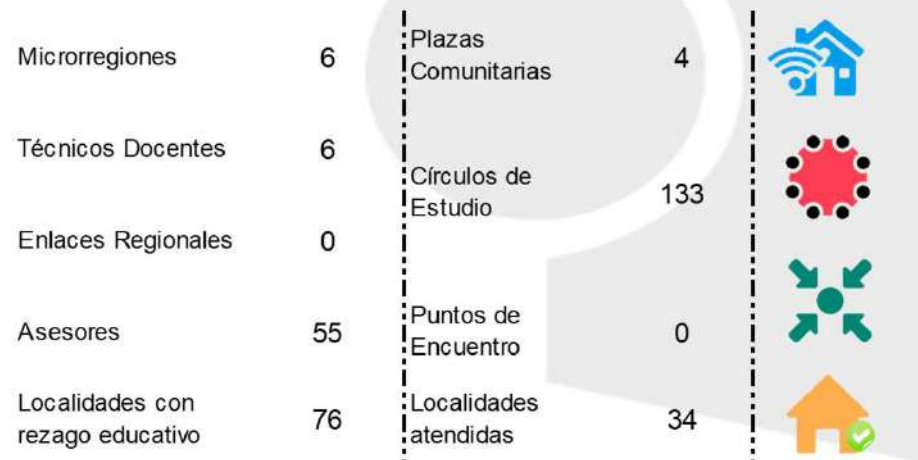 Microrregiones 6
Técnicos Docentes 6
Enlaces Regionales 0
Asesores 55
Localidades con
rezago educativo 76
Plazas
Comunitarias 4
Círculos de
Estudio 133
Puntos de
Encuentro 0
Localidades
atendidas 34